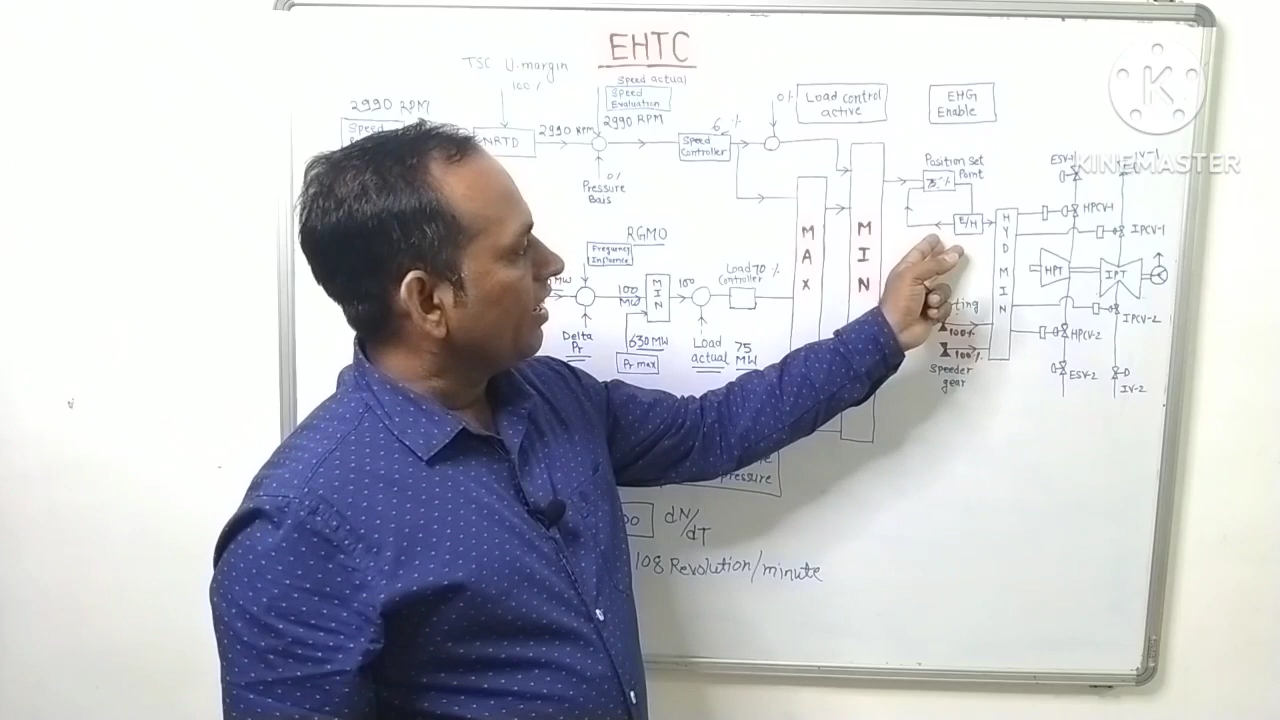 EHTC
TSC U.margin
100 %
Speed actual
Speed
Evaluation
2990 RPM
2990 RPM
2990 RPM
NRTD
Pressure
Bais
0%
6 %
Speed
Controller
0%
Load control
active
EHG
Enable
Position set
Point
75 %
E/H
MAX
MIN
HYD MIN
RGMO
Frequency
Influence
MW
100
MW
MIN
100
Load 70 %
Controller
Delta
Pr
630 MW
Pr max
Load
actual
75
MW
100%
100%
Speeder
gear
ESV-1
IV-1
HPCV-1
IPCV-1
HPT
IPT
IPCV-2
HPCV-2
ESV-2
IV-2
pressure
dN/dT
108 Revolution/minute
K
KINEMASTER